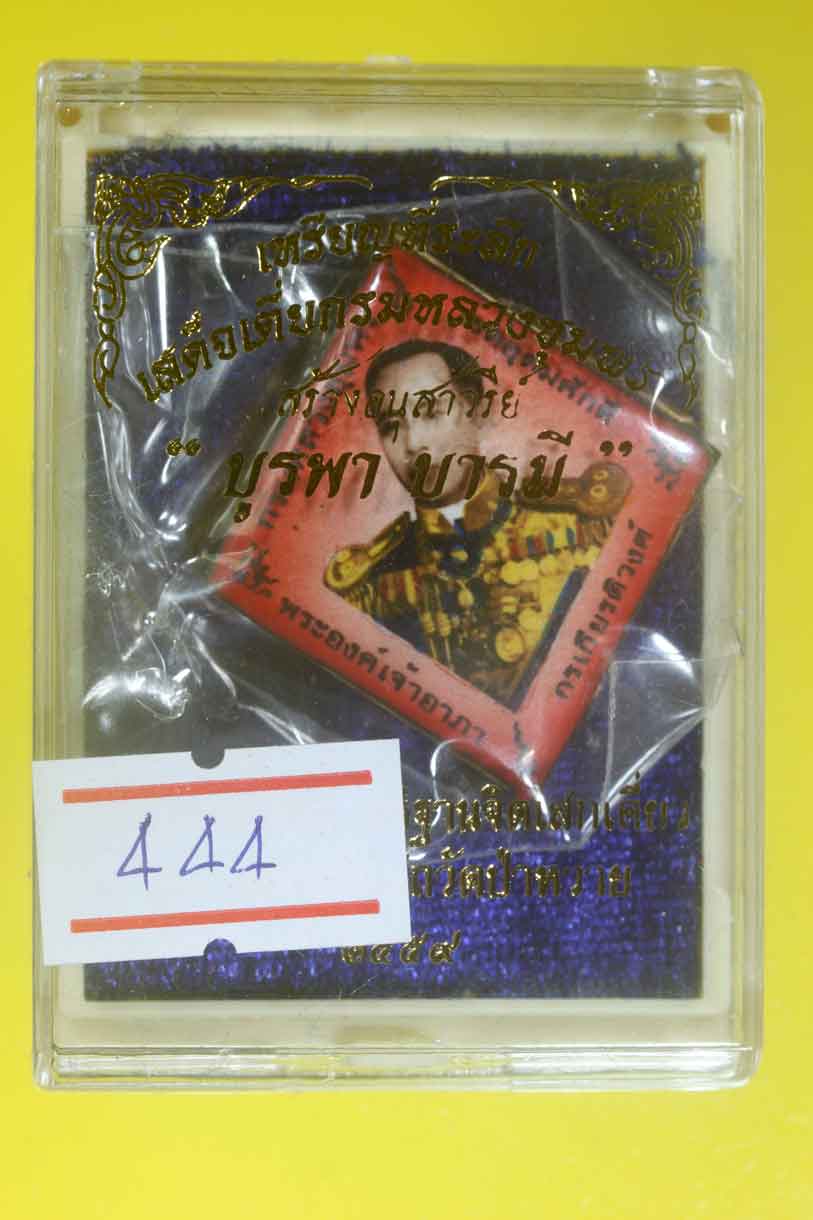 เหรียญที่ระลึก
เสด็จเตี่ยกรมหลวงชุมพร
สร้างอนุสาวรีย์
“ บูรพา บารมี ”
พระองค์เจ้าอาภา
กรเกียรติวงศ์
ฐานจิตเสกเดี่ยว
วัดป่าหวาย
๒๕๕๙
444